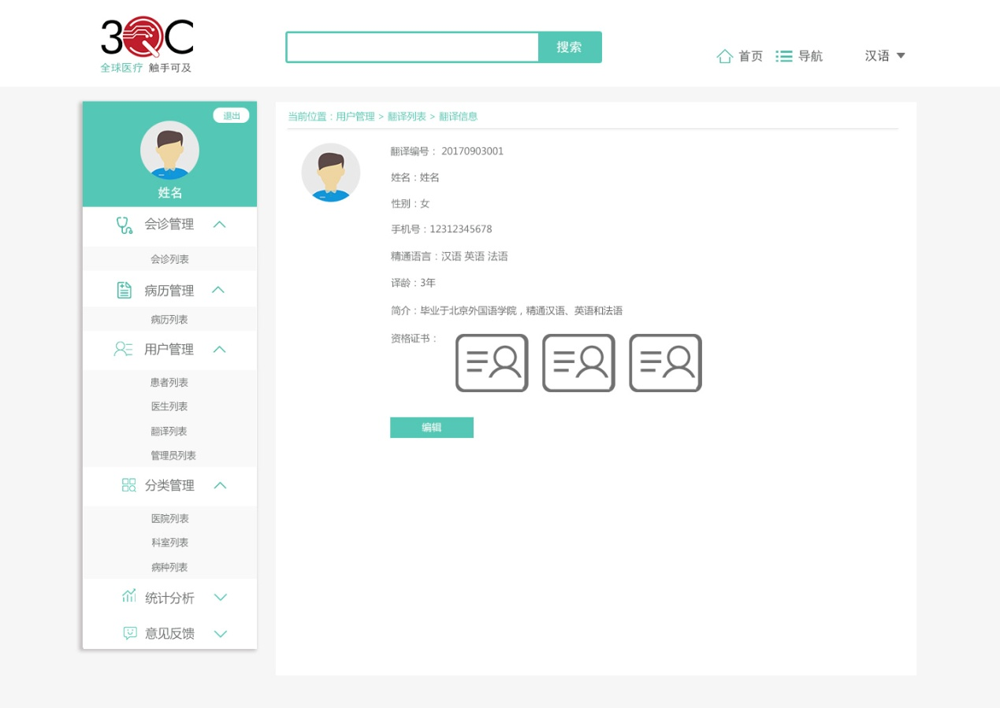 3QC
全球医疗 触手可及
搜索
首页
导航
汉语
退出
姓名
会诊管理
会诊列表
病历管理
病历列表
用户管理
患者列表
医生列表
翻译列表
管理员列表
分类管理
医院列表
科室列表
病种列表
统计分析
意见反馈
当前位置：用户管理 > 翻译列表 > 翻译信息
翻译编号： 20170903001
姓名：姓名
性别：女
手机号：12312345678
精通语言：汉语 英语 法语
译龄：3年
简介：毕业于北京外国语学院，精通汉语、英语和法语
资格证书：
编辑